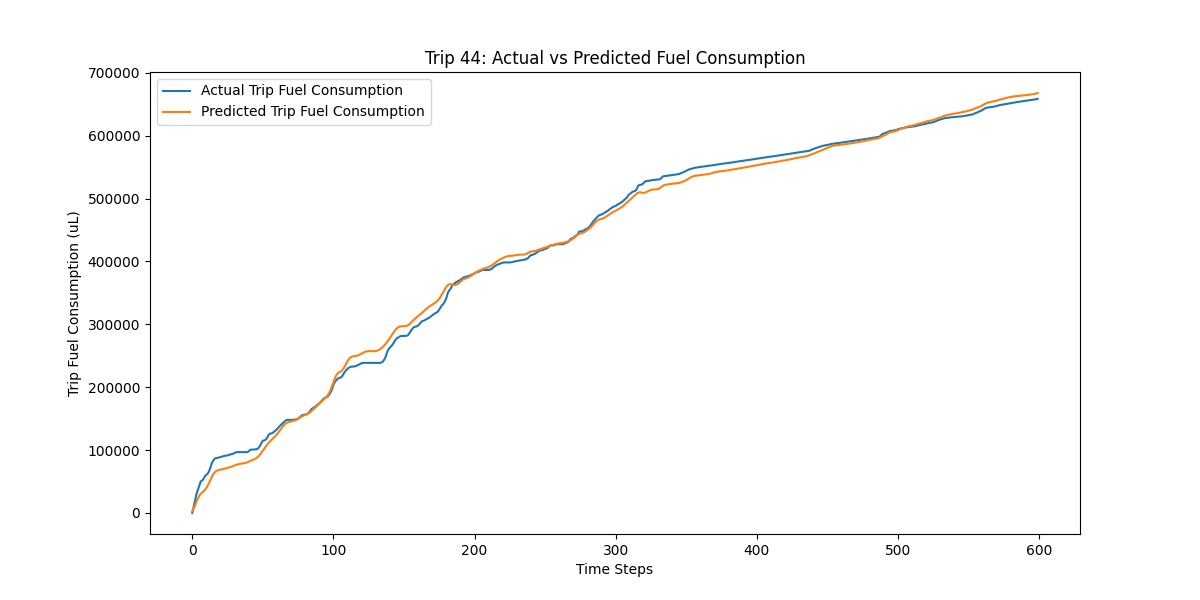 Trip 44: Actual vs Predicted Fuel Consumption
Actual Trip Fuel Consumption
Predicted Trip Fuel Consumption
Trip Fuel Consumption (uL)
700000
600000
500000
400000
300000
200000
100000
0
0 100 200 300 400 500 600
Time Steps